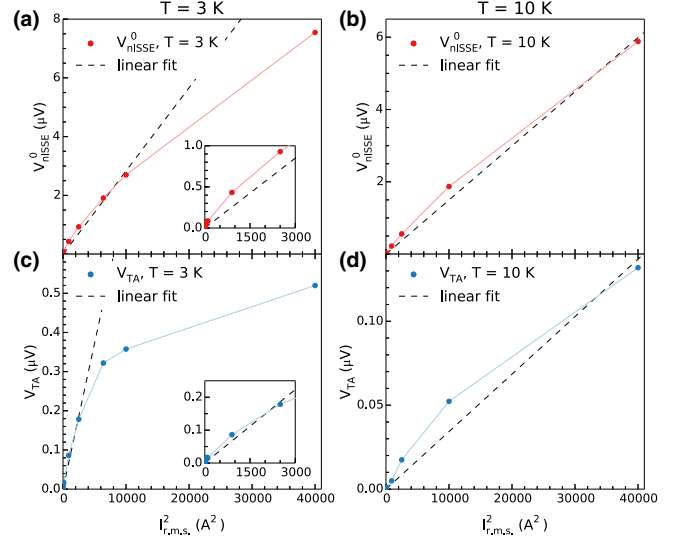 T = 3 K
T = 10 K
(a)
8
6
4
2
0
V⁰nlSSE (μV)
V⁰nlSSE, T = 3 K
linear fit
1.0
0.5
0.0
0
1500
3000
(b)
6
4
2
V⁰nlSSE (μV)
V⁰nlSSE, T = 10 K
linear fit
(c)
0.5
0.4
0.3
0.2
0.1
0.0
VTA (μV)
VTA, T = 3 K
linear fit
0.2
0.1
0.0
0
1500
3000
0
10000
20000
30000
40000
I²r.m.s. (A²)
(d)
0.10
0.05
0.00
VTA (μV)
VTA, T = 10 K
linear fit
0
10000
20000
30000
40000
I²r.m.s. (A²)